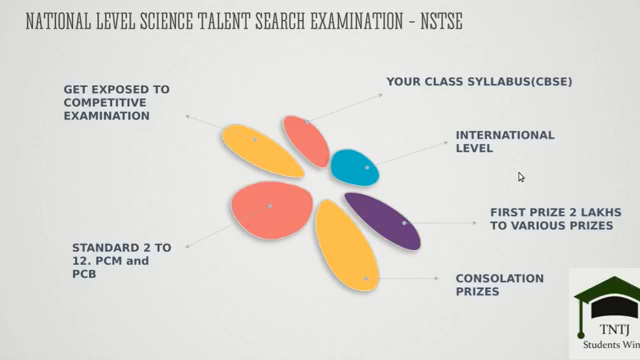 NATIONAL LEVEL SCIENCE TALENT SEARCH EXAMINATION - NSTSE
GET EXPOSED TO
COMPETITIVE
EXAMINATION
YOUR CLASS SYLLABUS(CBSE)
INTERNATIONAL
LEVEL
FIRST PRIZE 2 LAKHS
TO VARIOUS PRIZES
STANDARD 2 TO
12. PCM and
PCB
CONSOLATION
PRIZES
TNTJ
Students Win